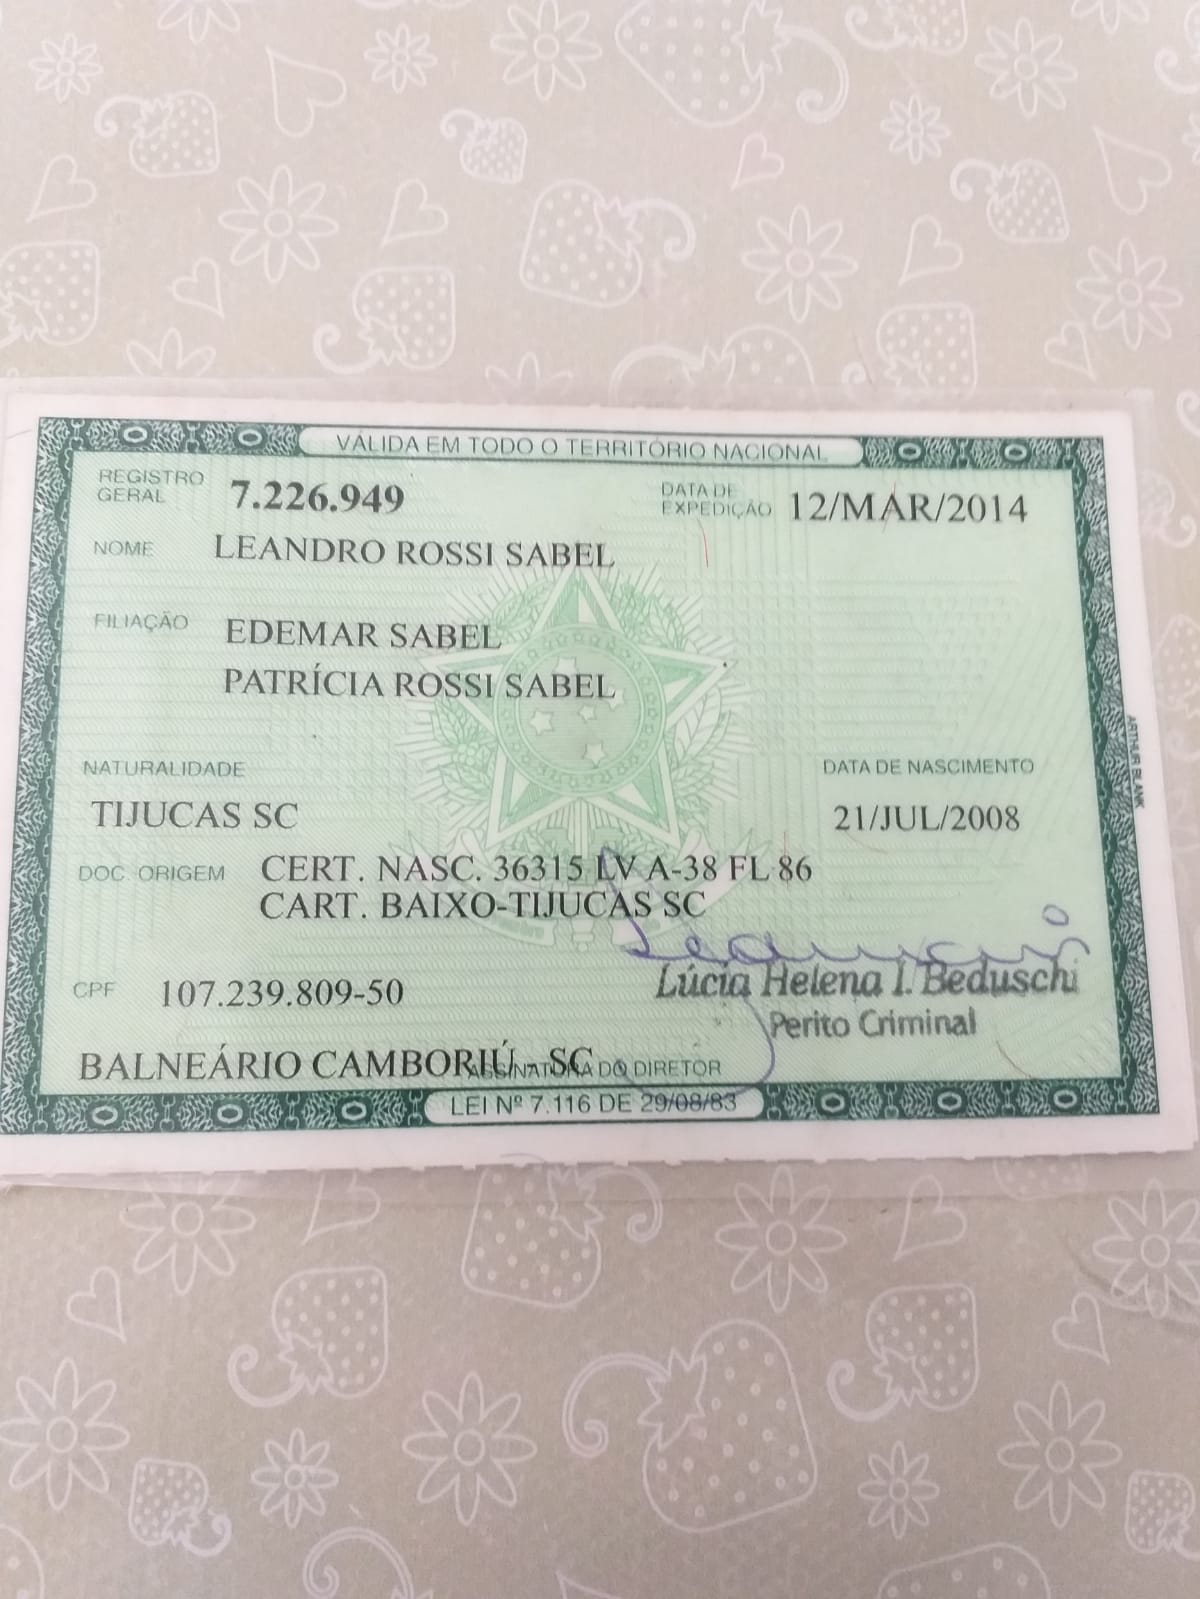 VÁLIDA EM TODO O TERRITÓRIO NACIONAL
REGISTRO GERAL 7.226.949 DATA DE EXPEDIÇÃO 12/MAR/2014
NOME LEANDRO ROSSI SABEL
FILIAÇÃO EDEMAR SABEL
PATRÍCIA ROSSI SABEL
NATURALIDADE DATA DE NASCIMENTO
TIJUCAS SC 21/JUL/2008
DOC ORIGEM CERT. NASC. 36315 LV A-38 FL 86
CART. BAIXO-TIJUCAS SC
Lúcia Helena I. Beduschi
CPF 107.239.809-50
Perito Criminal
BALNEÁRIO CAMBORIÚ - SC ASSINATURA DO DIRETOR
LEI Nº 7.116 DE 29/08/83
ARTHUR BLANK